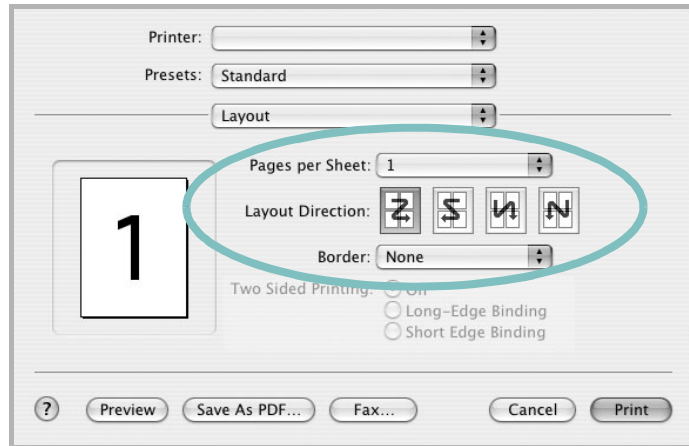 Printer:
Presets: Standard
Layout
Pages per Sheet: 1
Layout Direction:
Border: None
1
Two Sided Printing: Off
Long-Edge Binding
Short Edge Binding
? Preview Save As PDF... Fax... Cancel Print